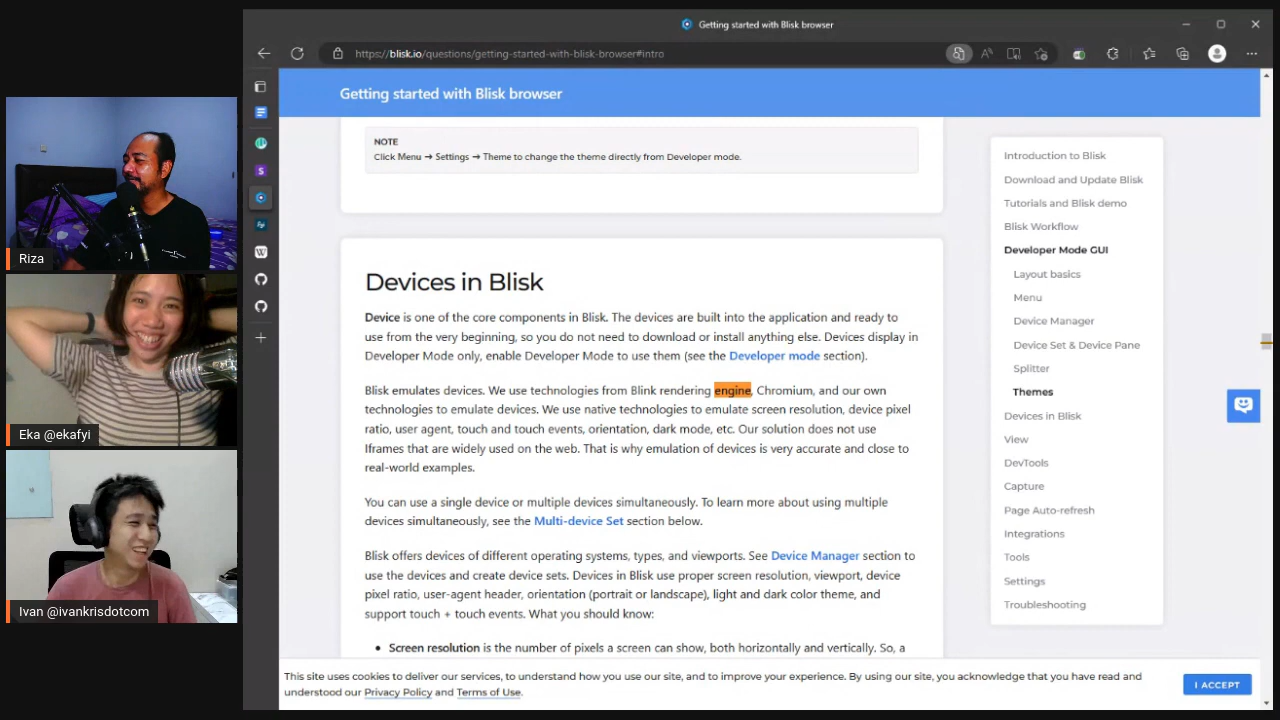 Getting started with Blisk browser
https://blisk.io/questions/getting-started-with-blisk-browser#intro
Getting started with Blisk browser
NOTE
Click Menu → Settings → Theme to change the theme directly from Developer mode.
Devices in Blisk
Device is one of the core components in Blisk. The devices are built into the application and ready to
use from the very beginning, so you do not need to download or install anything else. Devices display in
Developer Mode only, enable Developer Mode to use them (see the Developer mode section).
Blisk emulates devices. We use technologies from Blink rendering engine, Chromium, and our own
technologies to emulate devices. We use native technologies to emulate screen resolution, device pixel
ratio, user agent, touch and touch events, orientation, dark mode, etc. Our solution does not use
Iframes that are widely used on the web. That is why emulation of devices is very accurate and close to
real-world examples.
You can use a single device or multiple devices simultaneously. To learn more about using multiple
devices simultaneously, see the Multi-device Set section below.
Blisk offers devices of different operating systems, types, and viewports. See Device Manager section to
use the devices and create device sets. Devices in Blisk use proper screen resolution, viewport, device
pixel ratio, user-agent header, orientation (portrait or landscape), light and dark color theme, and
support touch + touch events. What you should know:
• Screen resolution is the number of pixels a screen can show, both horizontally and vertically. So, a
Introduction to Blisk
Download and Update Blisk
Tutorials and Blisk demo
Blisk Workflow
Developer Mode GUI
Layout basics
Menu
Device Manager
Device Set & Device Pane
Splitter
Themes
Devices in Blisk
View
DevTools
Capture
Page Auto-refresh
Integrations
Tools
Settings
Troubleshooting
This site uses cookies to deliver our services, to understand how you use our site, and to improve your experience. By using our site, you acknowledge that you have read and
understood our Privacy Policy and Terms of Use.
I ACCEPT
Riza
Eka @ekafyi
Ivan @ivankrisdotcom